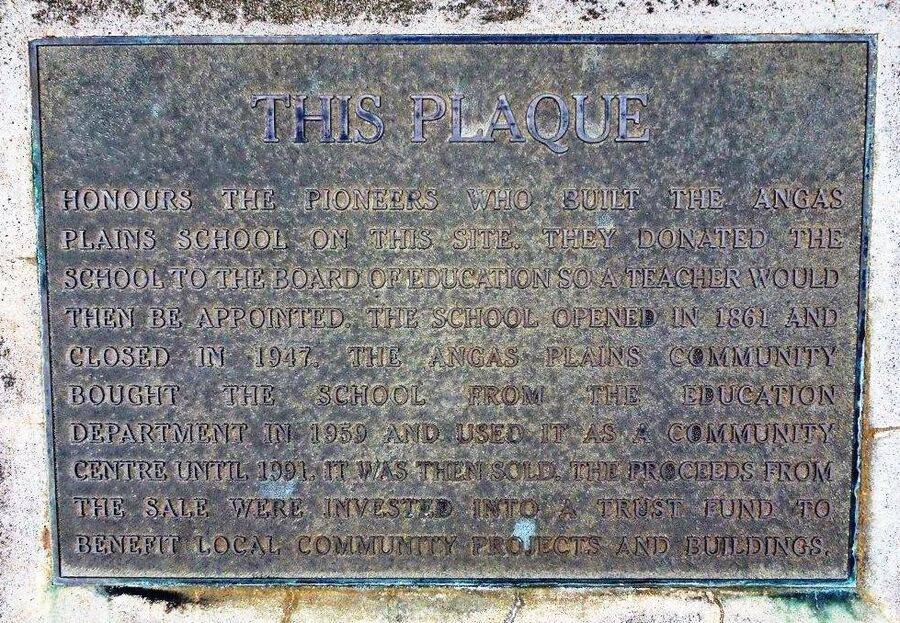 THIS PLAQUE
HONOURS THE PIONEERS WHO BUILT THE ANGAS
PLAINS SCHOOL ON THIS SITE. THEY DONATED THE
SCHOOL TO THE BOARD OF EDUCATION SO A TEACHER WOULD
THEN BE APPOINTED. THE SCHOOL OPENED IN 1861 AND
CLOSED IN 1947. THE ANGAS PLAINS COMMUNITY
BOUGHT THE SCHOOL FROM THE EDUCATION
DEPARTMENT IN 1959 AND USED IT AS A COMMUNITY
CENTRE UNTIL 1991. IT WAS THEN SOLD. THE PROCEEDS FROM
THE SALE WERE INVESTED INTO A TRUST FUND TO
BENEFIT LOCAL COMMUNITY PROJECTS AND BUILDINGS.